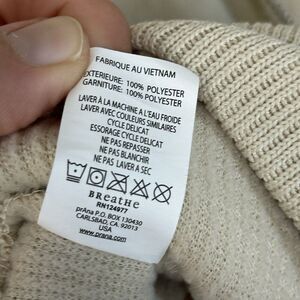 FABRIQUE AU VIETNAM
EXTERIEURE: 100% POLYESTER
GARNITURE: 100% POLYESTER
LAVER À LA MACHINE À L'EAU FROIDE
LAVER AVEC COULEURS SIMILAIRES
CYCLE DELICAT
ESSORAGE CYCLE DELICAT
NE PAS REPASSER
NE PAS BLANCHIR
NE PAS LAVER A SEC
BReatHe
RN124977
prAna P.O. BOX 130430
CARLSBAD, CA. 92013
USA
www.prana.com